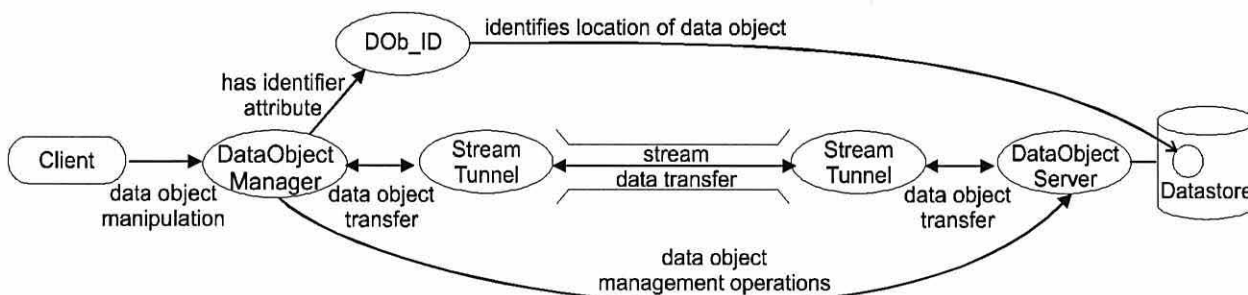 DOb_ID
identifies location of data object
has identifier
attribute
Client
DataObject
Manager
Stream
Tunnel
stream
data transfer
Stream
Tunnel
DataObject
Server
Datastore
data object
manipulation
data object
transfer
data object
transfer
data object
management operations